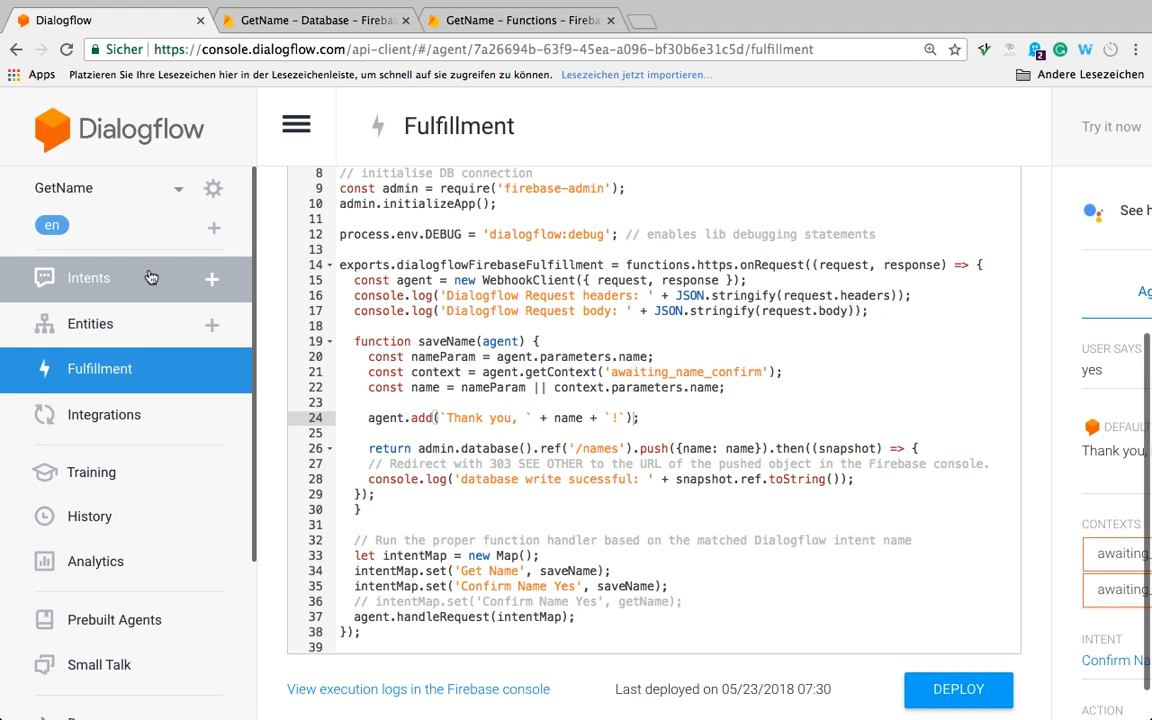 Dialogflow
GetName – Database – Fireba
GetName – Functions – Fireba
Sicher https://console.dialogflow.com/api-client/#/agent/7a26694b-63f9-45ea-a096-bf30b6e31c5d/fulfillment
2
W
Apps Platzieren Sie Ihre Lesezeichen hier in der Lesezeichenleiste, um schnell auf sie zugreifen zu können. Lesezeichen jetzt importieren... Andere Lesezeichen
Dialogflow
Fulfillment
Try it now
GetName
en
Intents
Entities
Fulfillment
Integrations
Training
History
Analytics
Prebuilt Agents
Small Talk
8 // initialise DB connection
9 const admin = require('firebase-admin');
10 admin.initializeApp();
11
12 process.env.DEBUG = 'dialogflow:debug'; // enables lib debugging statements
13
14 exports.dialogflowFirebaseFulfillment = functions.https.onRequest((request, response) => {
15 const agent = new WebhookClient({ request, response });
16 console.log('Dialogflow Request headers: ' + JSON.stringify(request.headers));
17 console.log('Dialogflow Request body: ' + JSON.stringify(request.body));
18
19 function saveName(agent) {
20 const nameParam = agent.parameters.name;
21 const context = agent.getContext('awaiting_name_confirm');
22 const name = nameParam || context.parameters.name;
23
24 agent.add(`Thank you, ` + name + `!`);
25
26 return admin.database().ref('/names').push({name: name}).then((snapshot) => {
27 // Redirect with 303 SEE OTHER to the URL of the pushed object in the Firebase console.
28 console.log('database write sucessful: ' + snapshot.ref.toString());
29 });
30 }
31
32 // Run the proper function handler based on the matched Dialogflow intent name
33 let intentMap = new Map();
34 intentMap.set('Get Name', saveName);
35 intentMap.set('Confirm Name Yes', saveName);
36 // intentMap.set('Confirm Name Yes', getName);
37 agent.handleRequest(intentMap);
38 });
39
View execution logs in the Firebase console
Last deployed on 05/23/2018 07:30
DEPLOY
See h
Ag
USER SAYS
yes
DEFAUL
Thank you,
CONTEXTS
awaiting_
awaiting_
INTENT
Confirm Na
ACTION